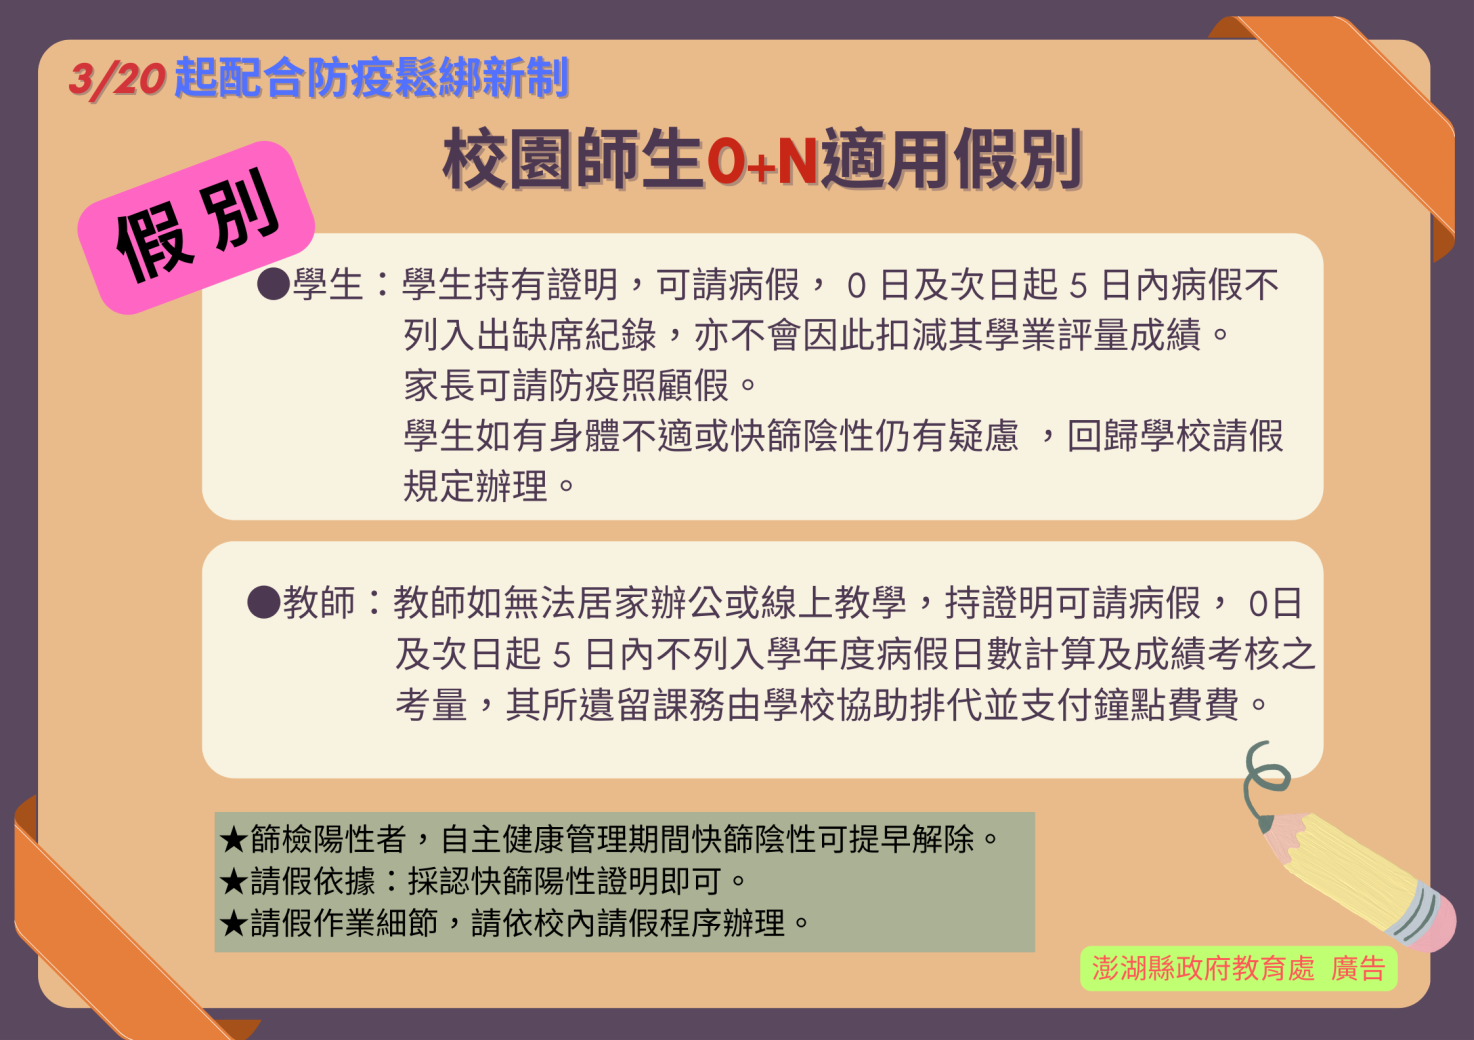 3/20 起配合防疫鬆綁新制
校園師生0+N適用假別
假 別
●學生：學生持有證明，可請病假， 0 日及次日起 5 日內病假不
列入出缺席紀錄，亦不會因此扣減其學業評量成績。
家長可請防疫照顧假。
學生如有身體不適或快篩陰性仍有疑慮 ，回歸學校請假
規定辦理。
●教師：教師如無法居家辦公或線上教學，持證明可請病假， 0日
及次日起 5 日內不列入學年度病假日數計算及成績考核之
考量，其所遺留課務由學校協助排代並支付鐘點費費。
★篩檢陽性者，自主健康管理期間快篩陰性可提早解除。
★請假依據：採認快篩陽性證明即可。
★請假作業細節，請依校內請假程序辦理。
澎湖縣政府教育處 廣告